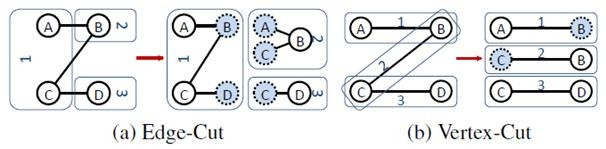 A B 2
1
C D 3
A B
1
C D
A
C
B
2
C D 3
A 1 B
2
C D
3
A 1 B
C 2 B
C D
3
(a) Edge-Cut
(b) Vertex-Cut